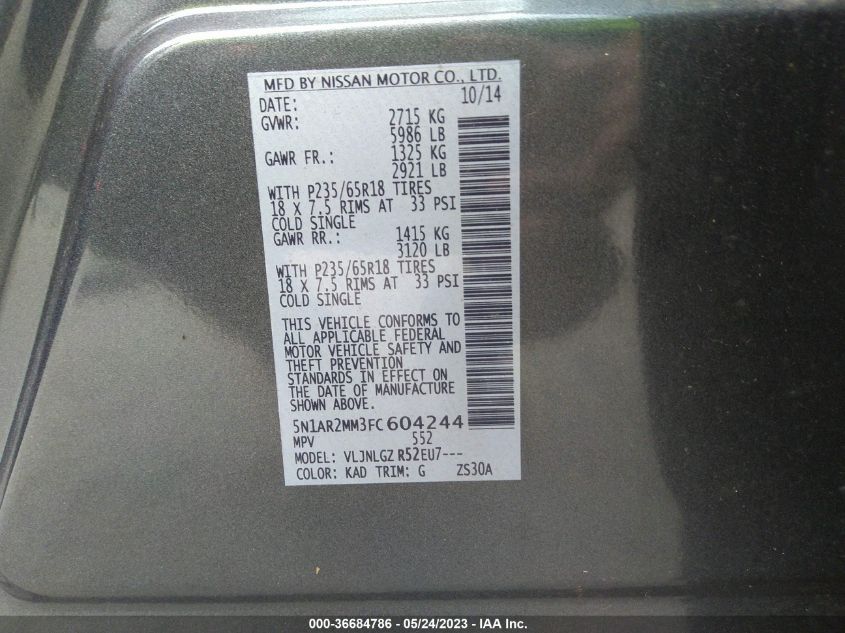 MFD BY NISSAN MOTOR CO., LTD.
DATE: 10/14
GVWR: 2715 KG
5986 LB
GAWR FR.: 1325 KG
2921 LB
WITH P235/65R18 TIRES
18 X 7.5 RIMS AT 33 PSI
COLD SINGLE
GAWR RR.: 1415 KG
3120 LB
WITH P235/65R18 TIRES
18 X 7.5 RIMS AT 33 PSI
COLD SINGLE
THIS VEHICLE CONFORMS TO
ALL APPLICABLE FEDERAL
MOTOR VEHICLE SAFETY AND
THEFT PREVENTION
STANDARDS IN EFFECT ON
THE DATE OF MANUFACTURE
SHOWN ABOVE.
5N1AR2MM3FC604244
MPV 552
MODEL: VLJNLGZ R52EU7---
COLOR: KAD TRIM: G ZS30A
000-36684786 - 05/24/2023 - IAA Inc.